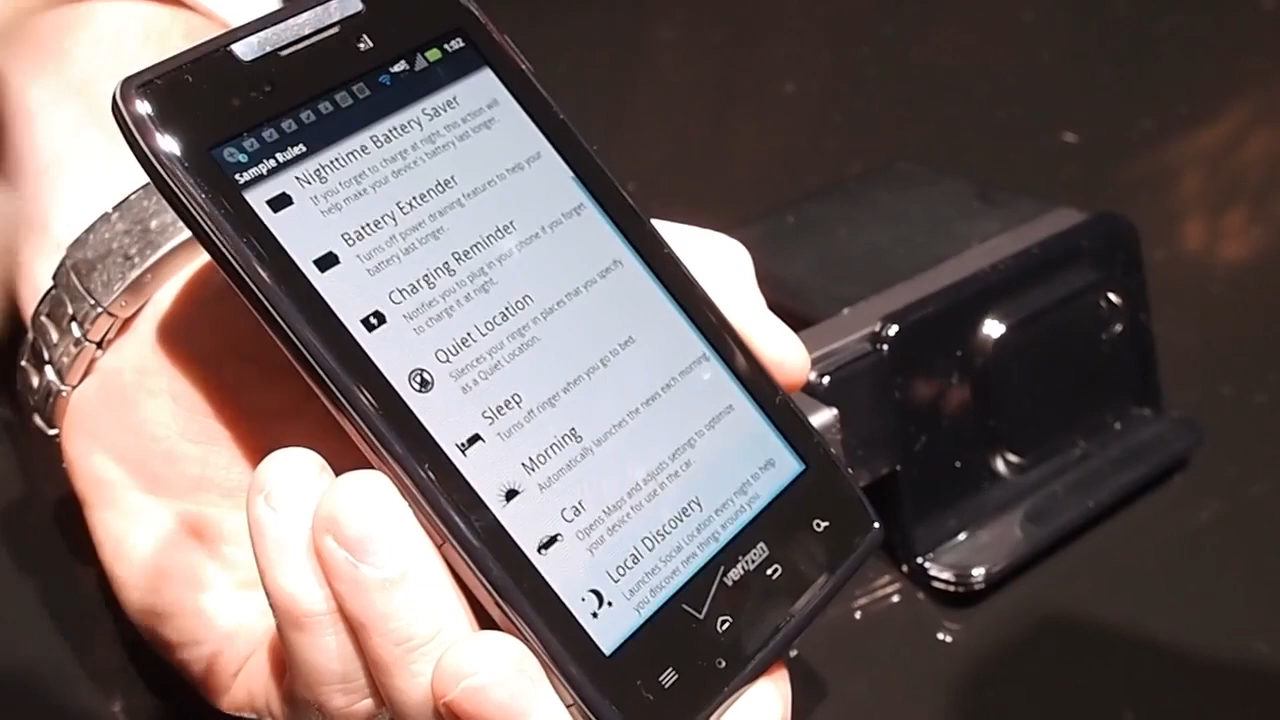 1:02
Sample Rules
Nighttime Battery Saver
If you forget to charge at night, this action will
help make your device's battery last longer.
Battery Extender
Turns off power draining features to help your
battery last longer.
Charging Reminder
Notifies you to plug in your phone if you forget
to charge it at night.
Quiet Location
Silences your ringer in places that you specify
as a Quiet Location.
Sleep
Turns off ringer when you go to bed.
Morning
Automatically launches the news each morning
Car
Opens Maps and adjusts settings to optimize
your device for use in the car.
Local Discovery
Launches Social Location every night to help
you discover new things around you.
verizon